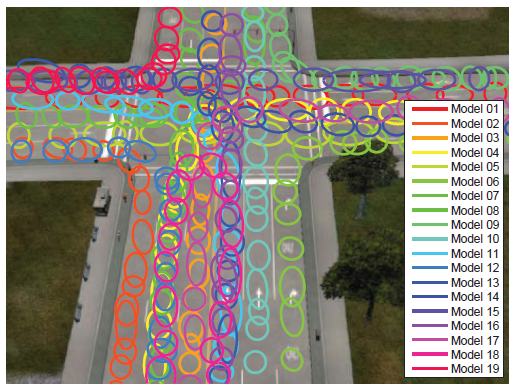 Model 01
Model 02
Model 03
Model 04
Model 05
Model 06
Model 07
Model 08
Model 09
Model 10
Model 11
Model 12
Model 13
Model 14
Model 15
Model 16
Model 17
Model 18
Model 19